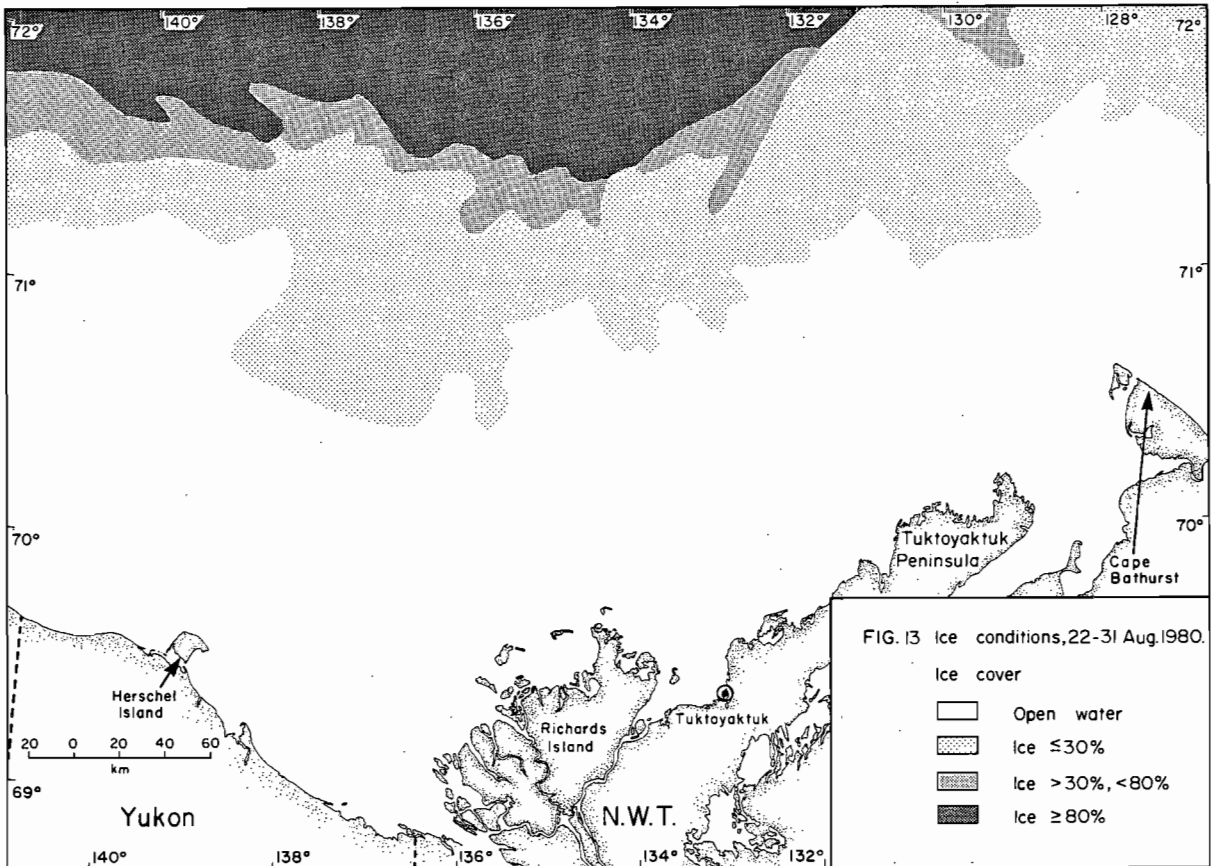 72° 140° 138° 136° 134° 132° 130° 128° 72°
71° 71°
70° 70°
Tuktoyaktuk
Peninsula
Cape
Bathurst
Herschel
Island
Richards
Island
Tuktoyaktuk
20 0 20 40 60
km
69°
Yukon
N.W.T.
140° 138° 136° 134° 132°
FIG. 13 Ice conditions, 22-31 Aug. 1980.
Ice cover
Open water
Ice ≤30%
Ice >30%, <80%
Ice ≥80%